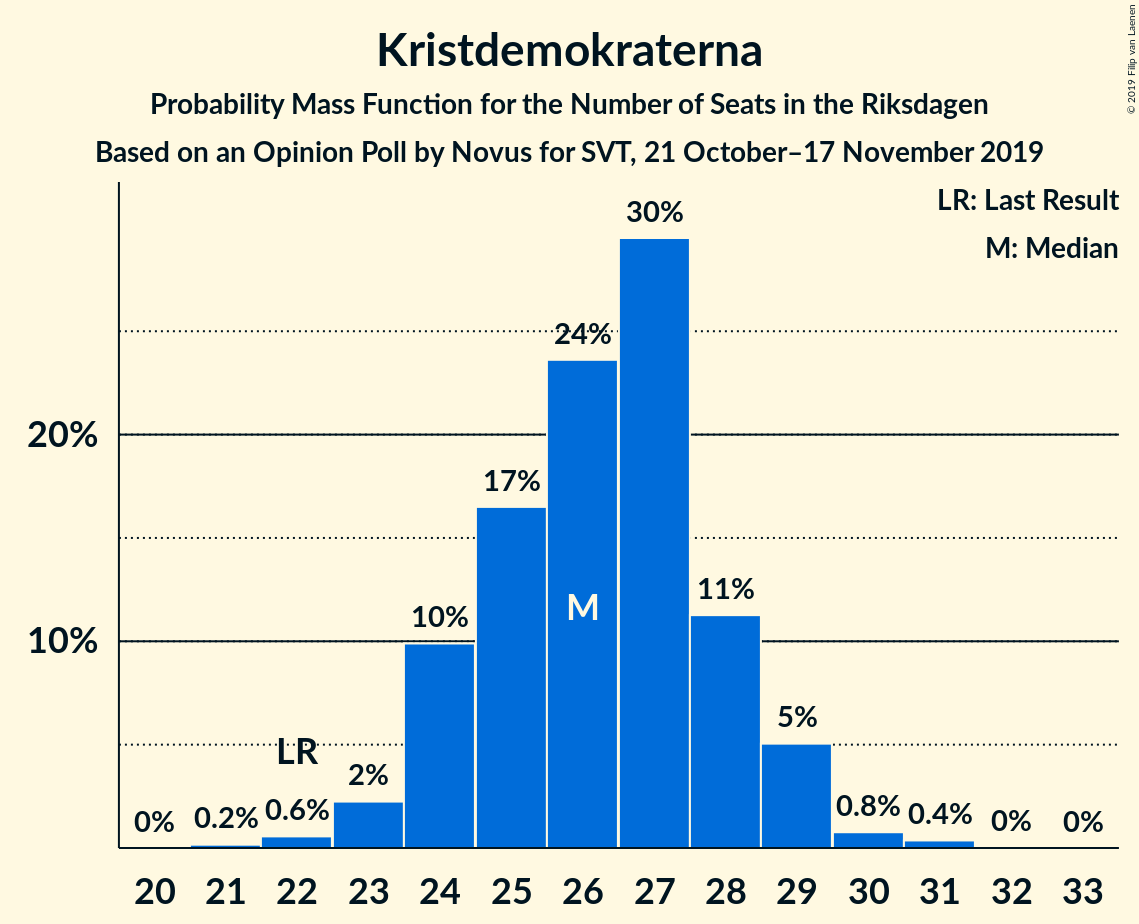 Kristdemokraterna
Probability Mass Function for the Number of Seats in the Riksdagen
Based on an Opinion Poll by Novus for SVT, 21 October–17 November 2019
© 2019 Filip van Laenen
LR: Last Result
M: Median
30%
24%
20%
17%
M
11%
10%
10%
5%
LR
2%
0% 0.2% 0.6% 0.8% 0.4% 0% 0%
20 21 22 23 24 25 26 27 28 29 30 31 32 33